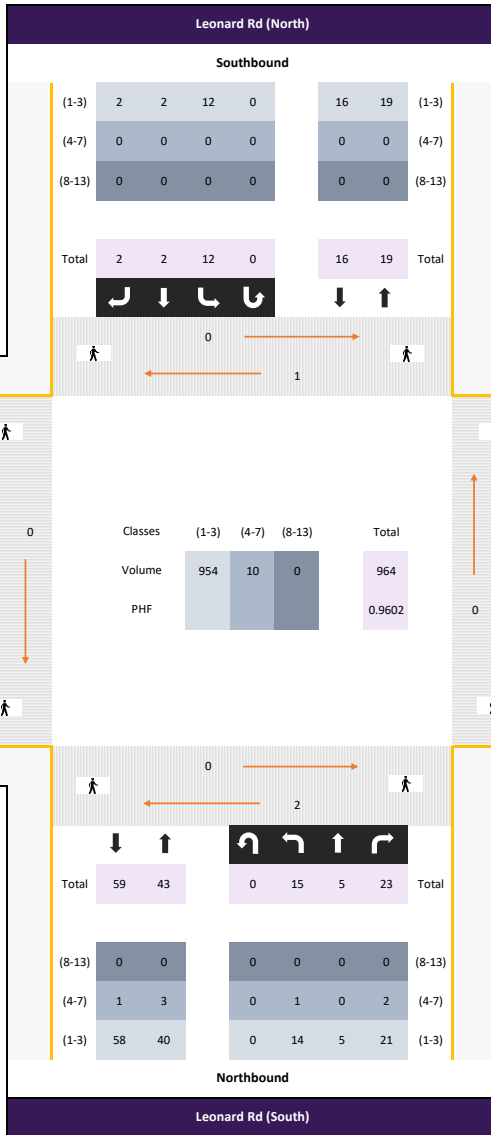 Leonard Rd (North)
Southbound
(1-3) 2 2 12 0 16 19 (1-3)
(4-7) 0 0 0 0 0 0 (4-7)
(8-13) 0 0 0 0 0 0 (8-13)
Total 2 2 12 0 16 19 Total
0
1
0
Classes (1-3) (4-7) (8-13) Total
Volume 954 10 0 964
PHF 0.9602
0
0
2
Total 59 43 0 15 5 23 Total
(8-13) 0 0 0 0 0 0 (8-13)
(4-7) 1 3 0 1 0 2 (4-7)
(1-3) 58 40 0 14 5 21 (1-3)
Northbound
Leonard Rd (South)